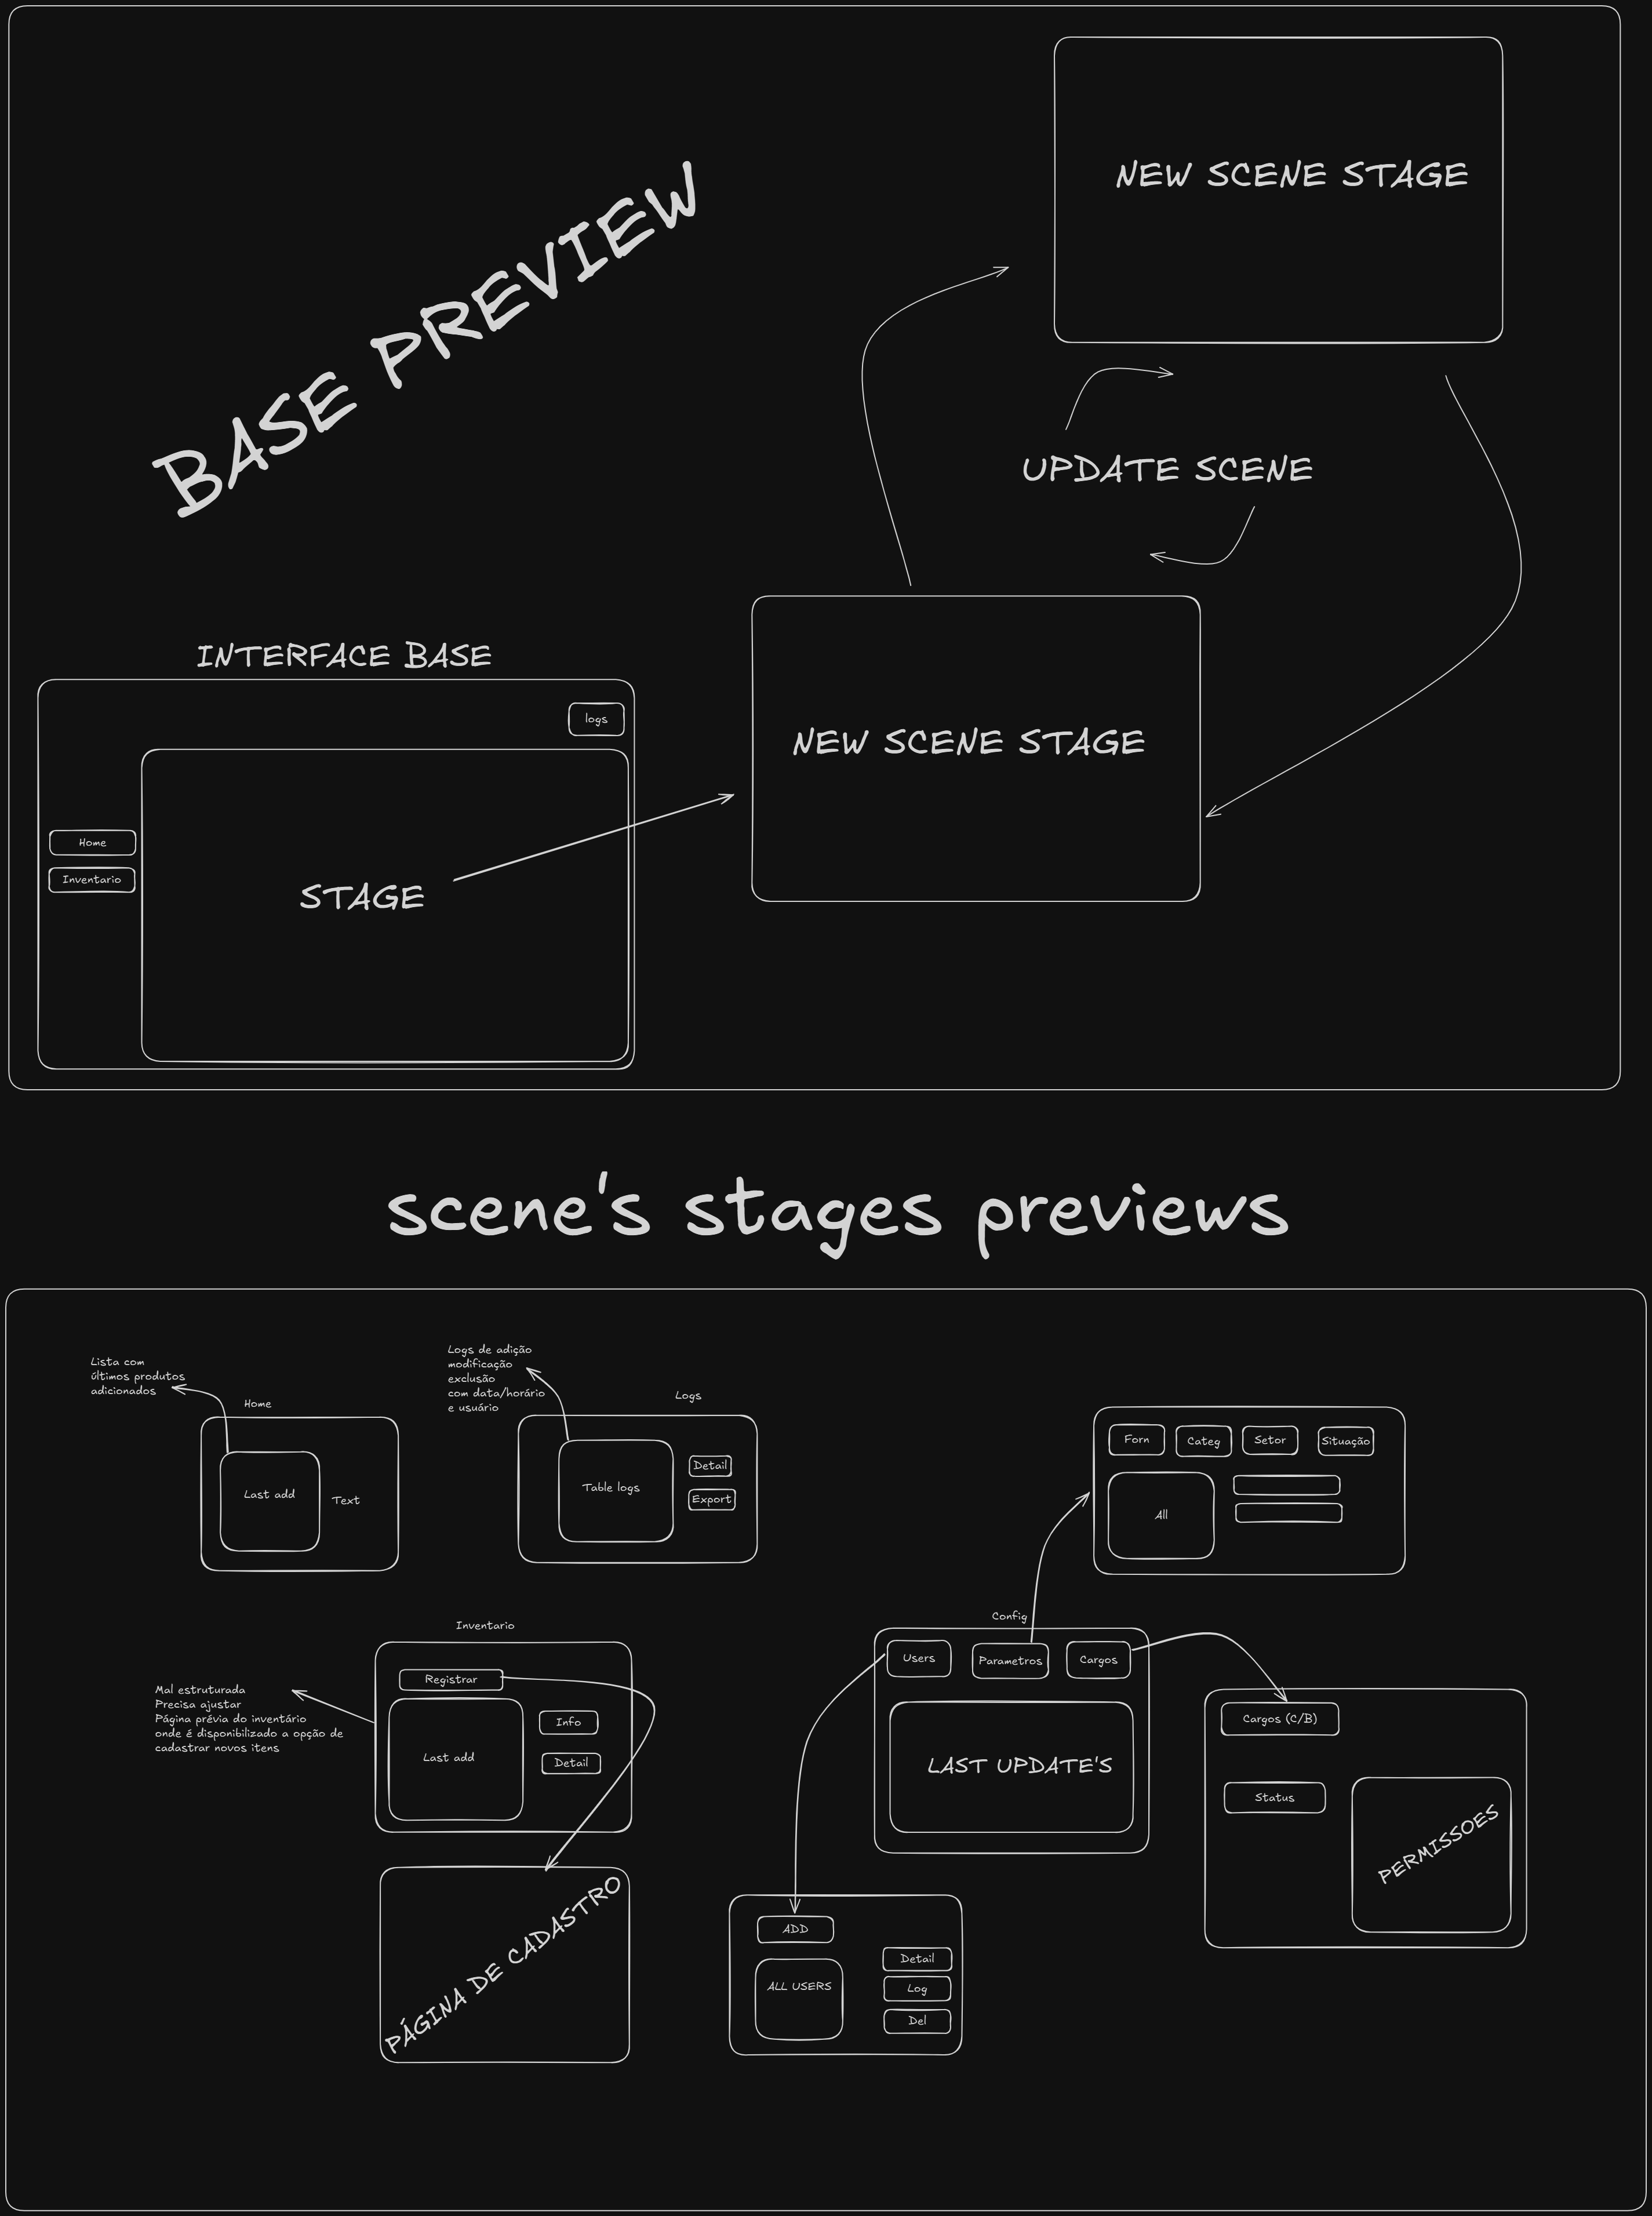 NEW SCENE STAGE
BASE PREVIEW
UPDATE SCENE
INTERFACE BASE
logs
NEW SCENE STAGE
Home
Inventario
STAGE
scene's stages previews
Lista com
últimos produtos
adicionados
Home
Last add
Text
Logs de adição
modificação
exclusão
com data/horário
e usuário
Logs
Table logs
Detail
Export
Forn
Categ
Setor
Situação
All
Inventario
Registrar
Last add
Info
Detail
Mal estruturada
Precisa ajustar
Página prévia do inventário
onde é disponibilizado a opção de
cadastrar novos itens
PÁGINA DE CADASTRO
Config
Users
Parametros
Cargos
LAST UPDATE'S
Cargos (C/B)
Status
PERMISSOES
ADD
ALL USERS
Detail
Log
Del